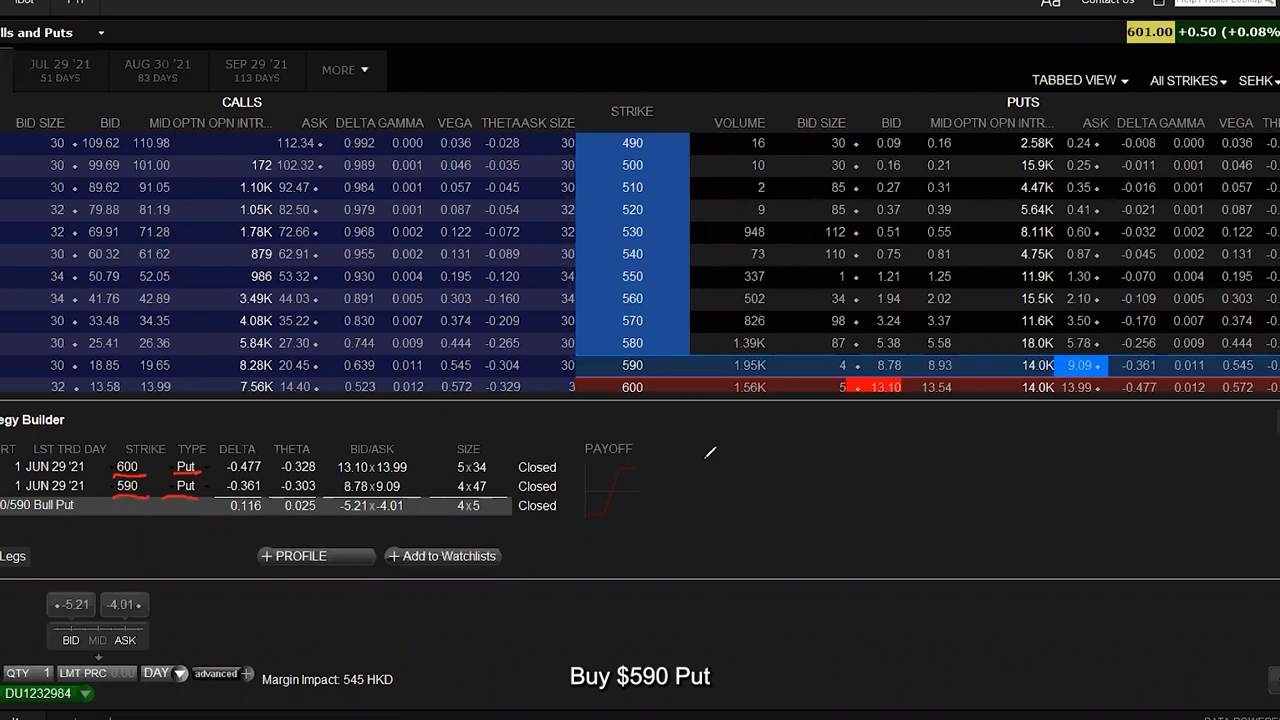 Contact Us
lls and Puts
601.00 +0.50 (+0.08%
JUL 29 '21 AUG 30 '21 SEP 29 '21 MORE
51 DAYS 83 DAYS 113 DAYS
TABBED VIEW All STRIKES SEHK
CALLS STRIKE PUTS
BID SIZE BID MID OPTN OPN INTR... ASK DELTA GAMMA VEGA THETA ASK SIZE VOLUME BID SIZE BID MID OPTN OPN INTR... ASK DELTA GAMMA VEGA
30 109.62 110.98 112.34 0.992 0.000 0.036 -0.028 30 490 16 30 0.09 0.16 2.58K 0.24 -0.008 0.000 0.036 -0.
30 99.69 101.00 172 102.32 0.989 0.001 0.046 -0.035 30 500 10 30 0.16 0.21 15.9K 0.25 -0.011 0.001 0.046 -0.
30 89.62 91.05 1.10K 92.47 0.984 0.001 0.057 -0.045 30 510 2 85 0.27 0.31 4.47K 0.35 -0.016 0.001 0.057 -0.
32 79.88 81.19 1.05K 82.50 0.979 0.001 0.087 -0.054 32 520 9 85 0.37 0.39 5.64K 0.41 -0.021 0.001 0.087 -0.
32 69.91 71.28 1.78K 72.66 0.968 0.002 0.122 -0.072 32 530 948 112 0.51 0.55 8.11K 0.60 -0.032 0.002 0.122 -0.
30 60.32 61.62 879 62.91 0.955 0.002 0.131 -0.089 30 540 73 110 0.75 0.81 4.75K 0.87 -0.045 0.002 0.131 -0.
34 50.79 52.05 986 53.32 0.930 0.004 0.195 -0.120 34 550 337 1 1.21 1.25 11.9K 1.30 -0.070 0.004 0.195 -0.
34 41.76 42.89 3.49K 44.03 0.891 0.005 0.303 -0.160 34 560 502 34 1.94 2.02 15.5K 2.10 -0.109 0.005 0.303 -0.
30 33.48 34.35 4.08K 35.22 0.830 0.007 0.374 -0.209 30 570 826 98 3.24 3.37 11.6K 3.50 -0.170 0.007 0.374 -0.
30 25.41 26.36 5.84K 27.30 0.744 0.009 0.444 -0.265 30 580 1.39K 87 5.38 5.58 18.0K 5.78 -0.256 0.009 0.444 -0.
30 18.85 19.65 8.28K 20.45 0.639 0.011 0.545 -0.304 30 590 1.95K 4 8.78 8.93 14.0K 9.09 -0.361 0.011 0.545 -0.
32 13.58 13.99 7.56K 14.40 0.523 0.012 0.572 -0.329 3 600 1.56K 5 13.10 13.54 14.0K 13.99 -0.477 0.012 0.572 -0.
egy Builder
RT LST TRD DAY STRIKE TYPE DELTA THETA BID/ASK SIZE PAYOFF
1 JUN 29 '21 600 Put -0.477 -0.328 13.10x13.99 5x34 Closed
1 JUN 29 '21 590 Put -0.361 -0.303 8.78x9.09 4x47 Closed
0/590 Bull Put 0.116 0.025 -5.21x-4.01 4x5 Closed
Legs + PROFILE + Add to Watchlists
-5.21 -4.01
BID MID ASK
QTY 1 LMT PRC 0.00 DAY advanced + Margin Impact: 545 HKD
Buy $590 Put
DU1232984